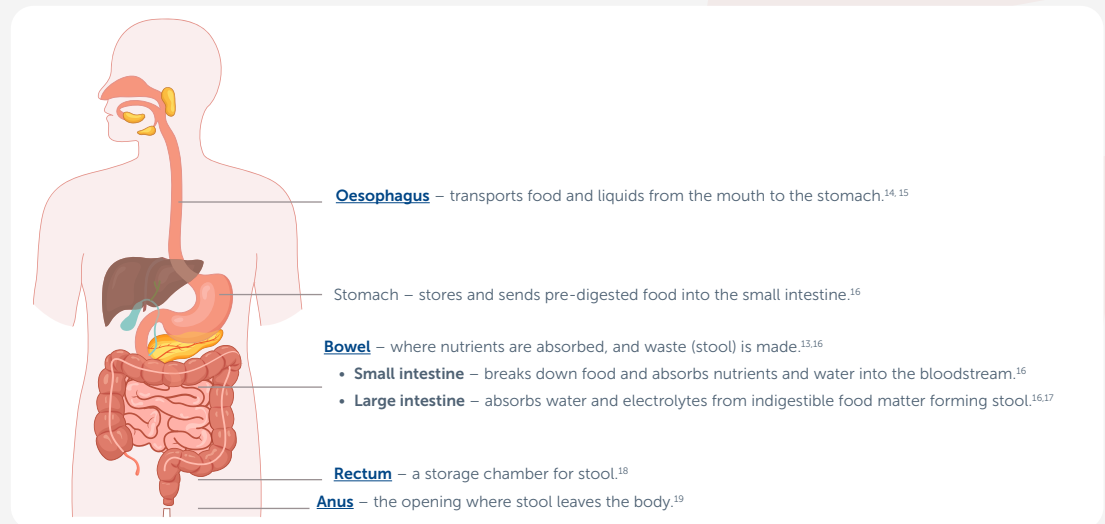 Oesophagus – transports food and liquids from the mouth to the stomach.14, 15
Stomach – stores and sends pre-digested food into the small intestine.16
Bowel – where nutrients are absorbed, and waste (stool) is made.13,16
• Small intestine – breaks down food and absorbs nutrients and water into the bloodstream.16
• Large intestine – absorbs water and electrolytes from indigestible food matter forming stool.16,17
Rectum – a storage chamber for stool.18
Anus – the opening where stool leaves the body.19